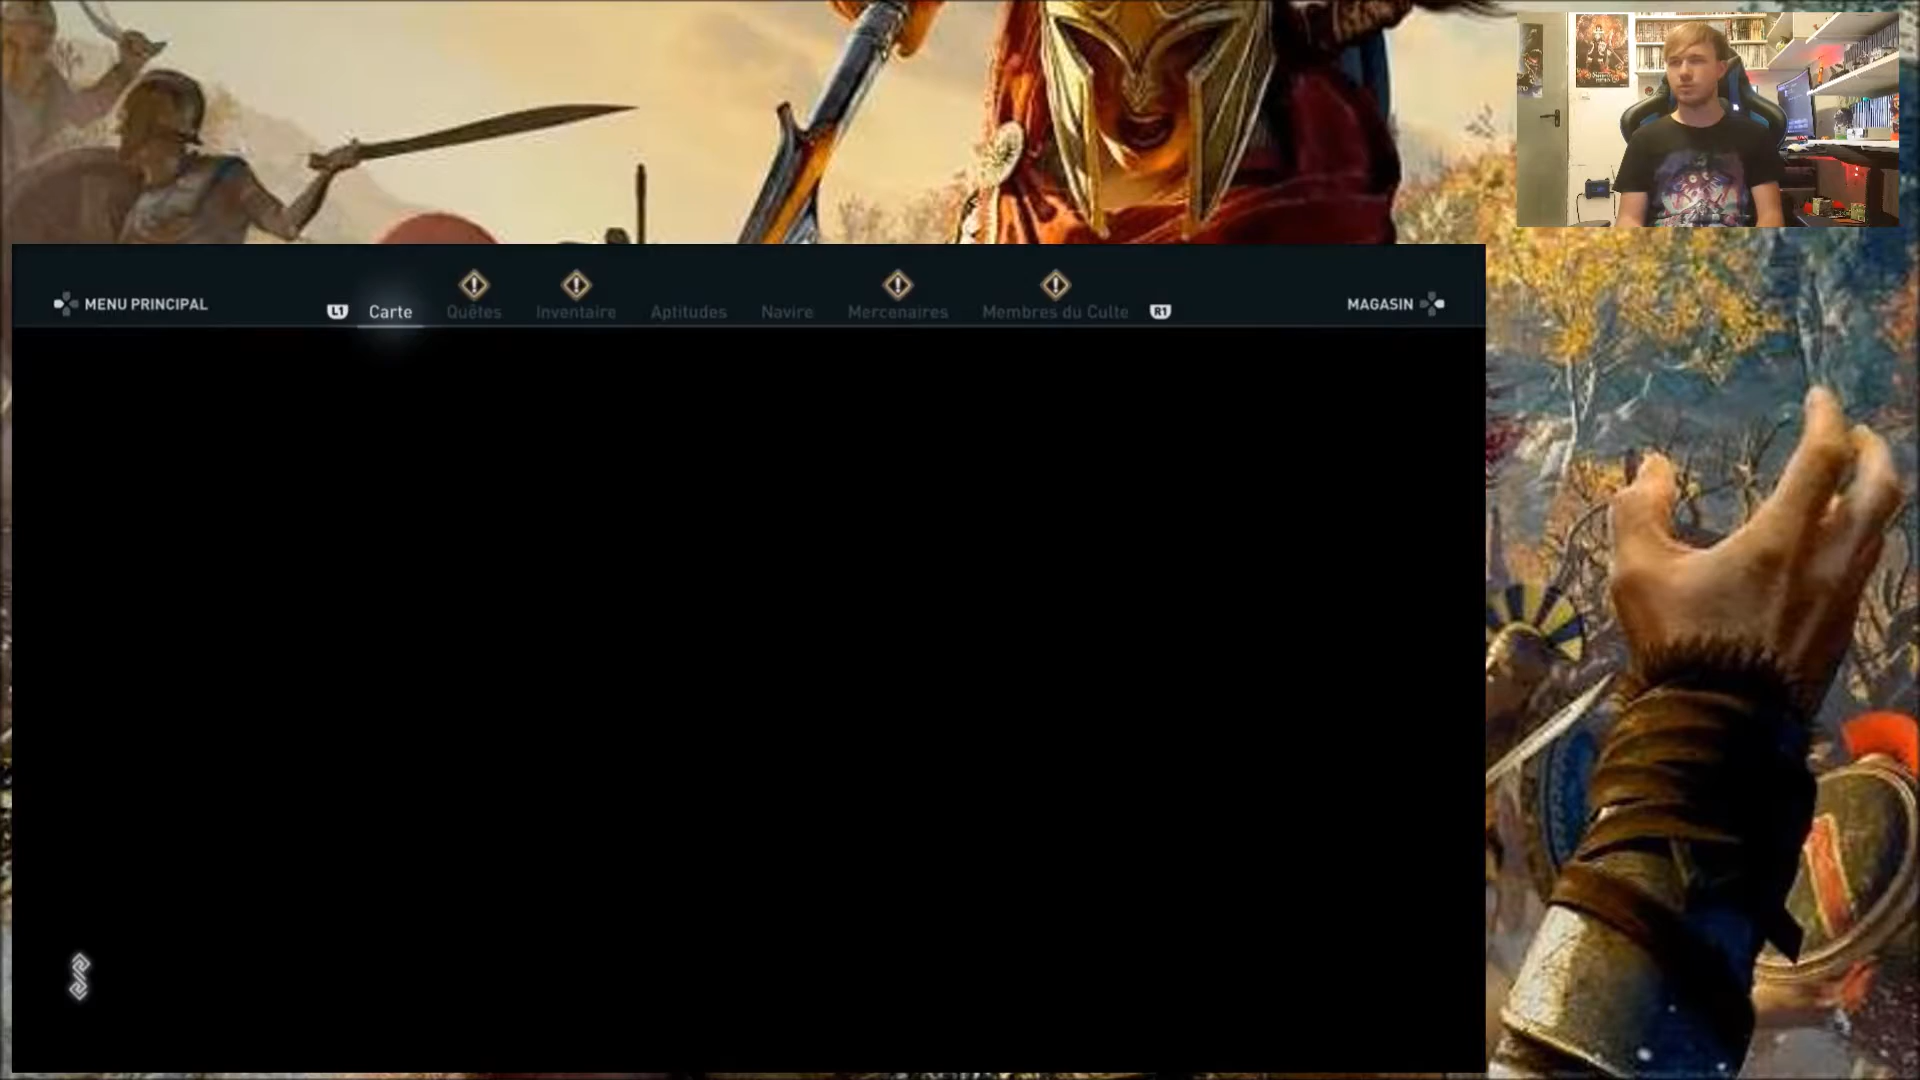 MENU PRINCIPAL
L1 Carte Quêtes Inventaire Aptitudes Navire Mercenaires Membres du Culte R1
MAGASIN